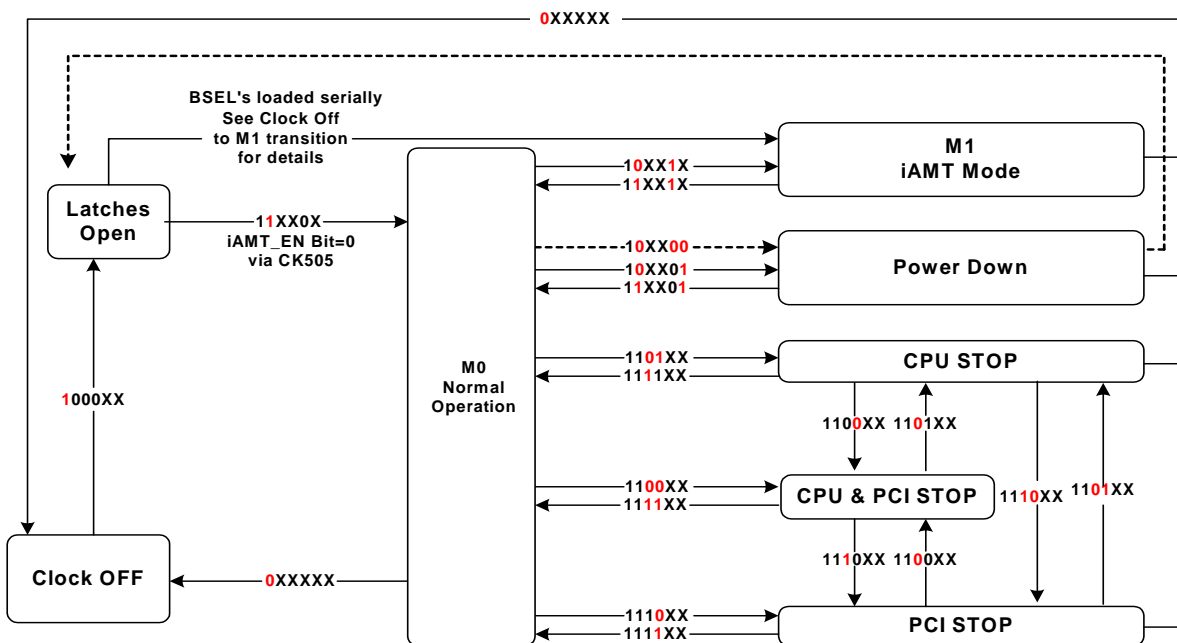 0XXXXX
BSEL's loaded serially
See Clock Off
to M1 transition
for details
M1
iAMT Mode
10XX1X
11XX1X
Latches
Open
11XX0X
iAMT_EN Bit=0
via CK505
10XX00
10XX01
11XX01
Power Down
M0
Normal
Operation
1101XX
1111XX
CPU STOP
1000XX
1100XX
1101XX
1100XX
1111XX
CPU & PCI STOP
1110XX
1101XX
1110XX
1100XX
Clock OFF
0XXXXX
1110XX
1111XX
PCI STOP